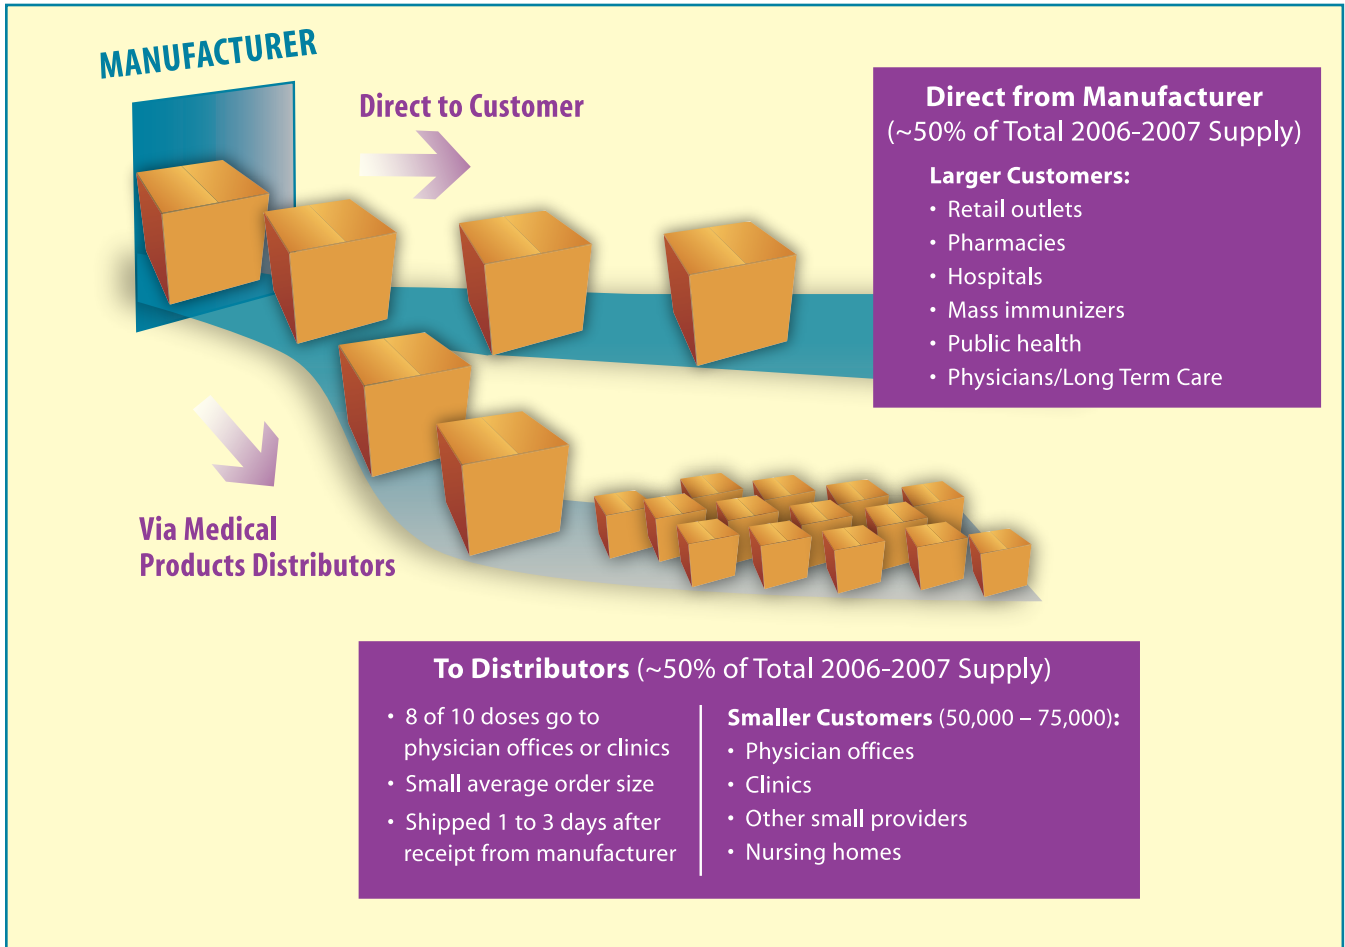 MANUFACTURER
Direct to Customer
Direct from Manufacturer
(~50% of Total 2006-2007 Supply)
Larger Customers:
• Retail outlets
• Pharmacies
• Hospitals
• Mass immunizers
• Public health
• Physicians/Long Term Care
Via Medical
Products Distributors
To Distributors (~50% of Total 2006-2007 Supply)
• 8 of 10 doses go to
physician offices or clinics
• Small average order size
• Shipped 1 to 3 days after
receipt from manufacturer
Smaller Customers (50,000 – 75,000):
• Physician offices
• Clinics
• Other small providers
• Nursing homes